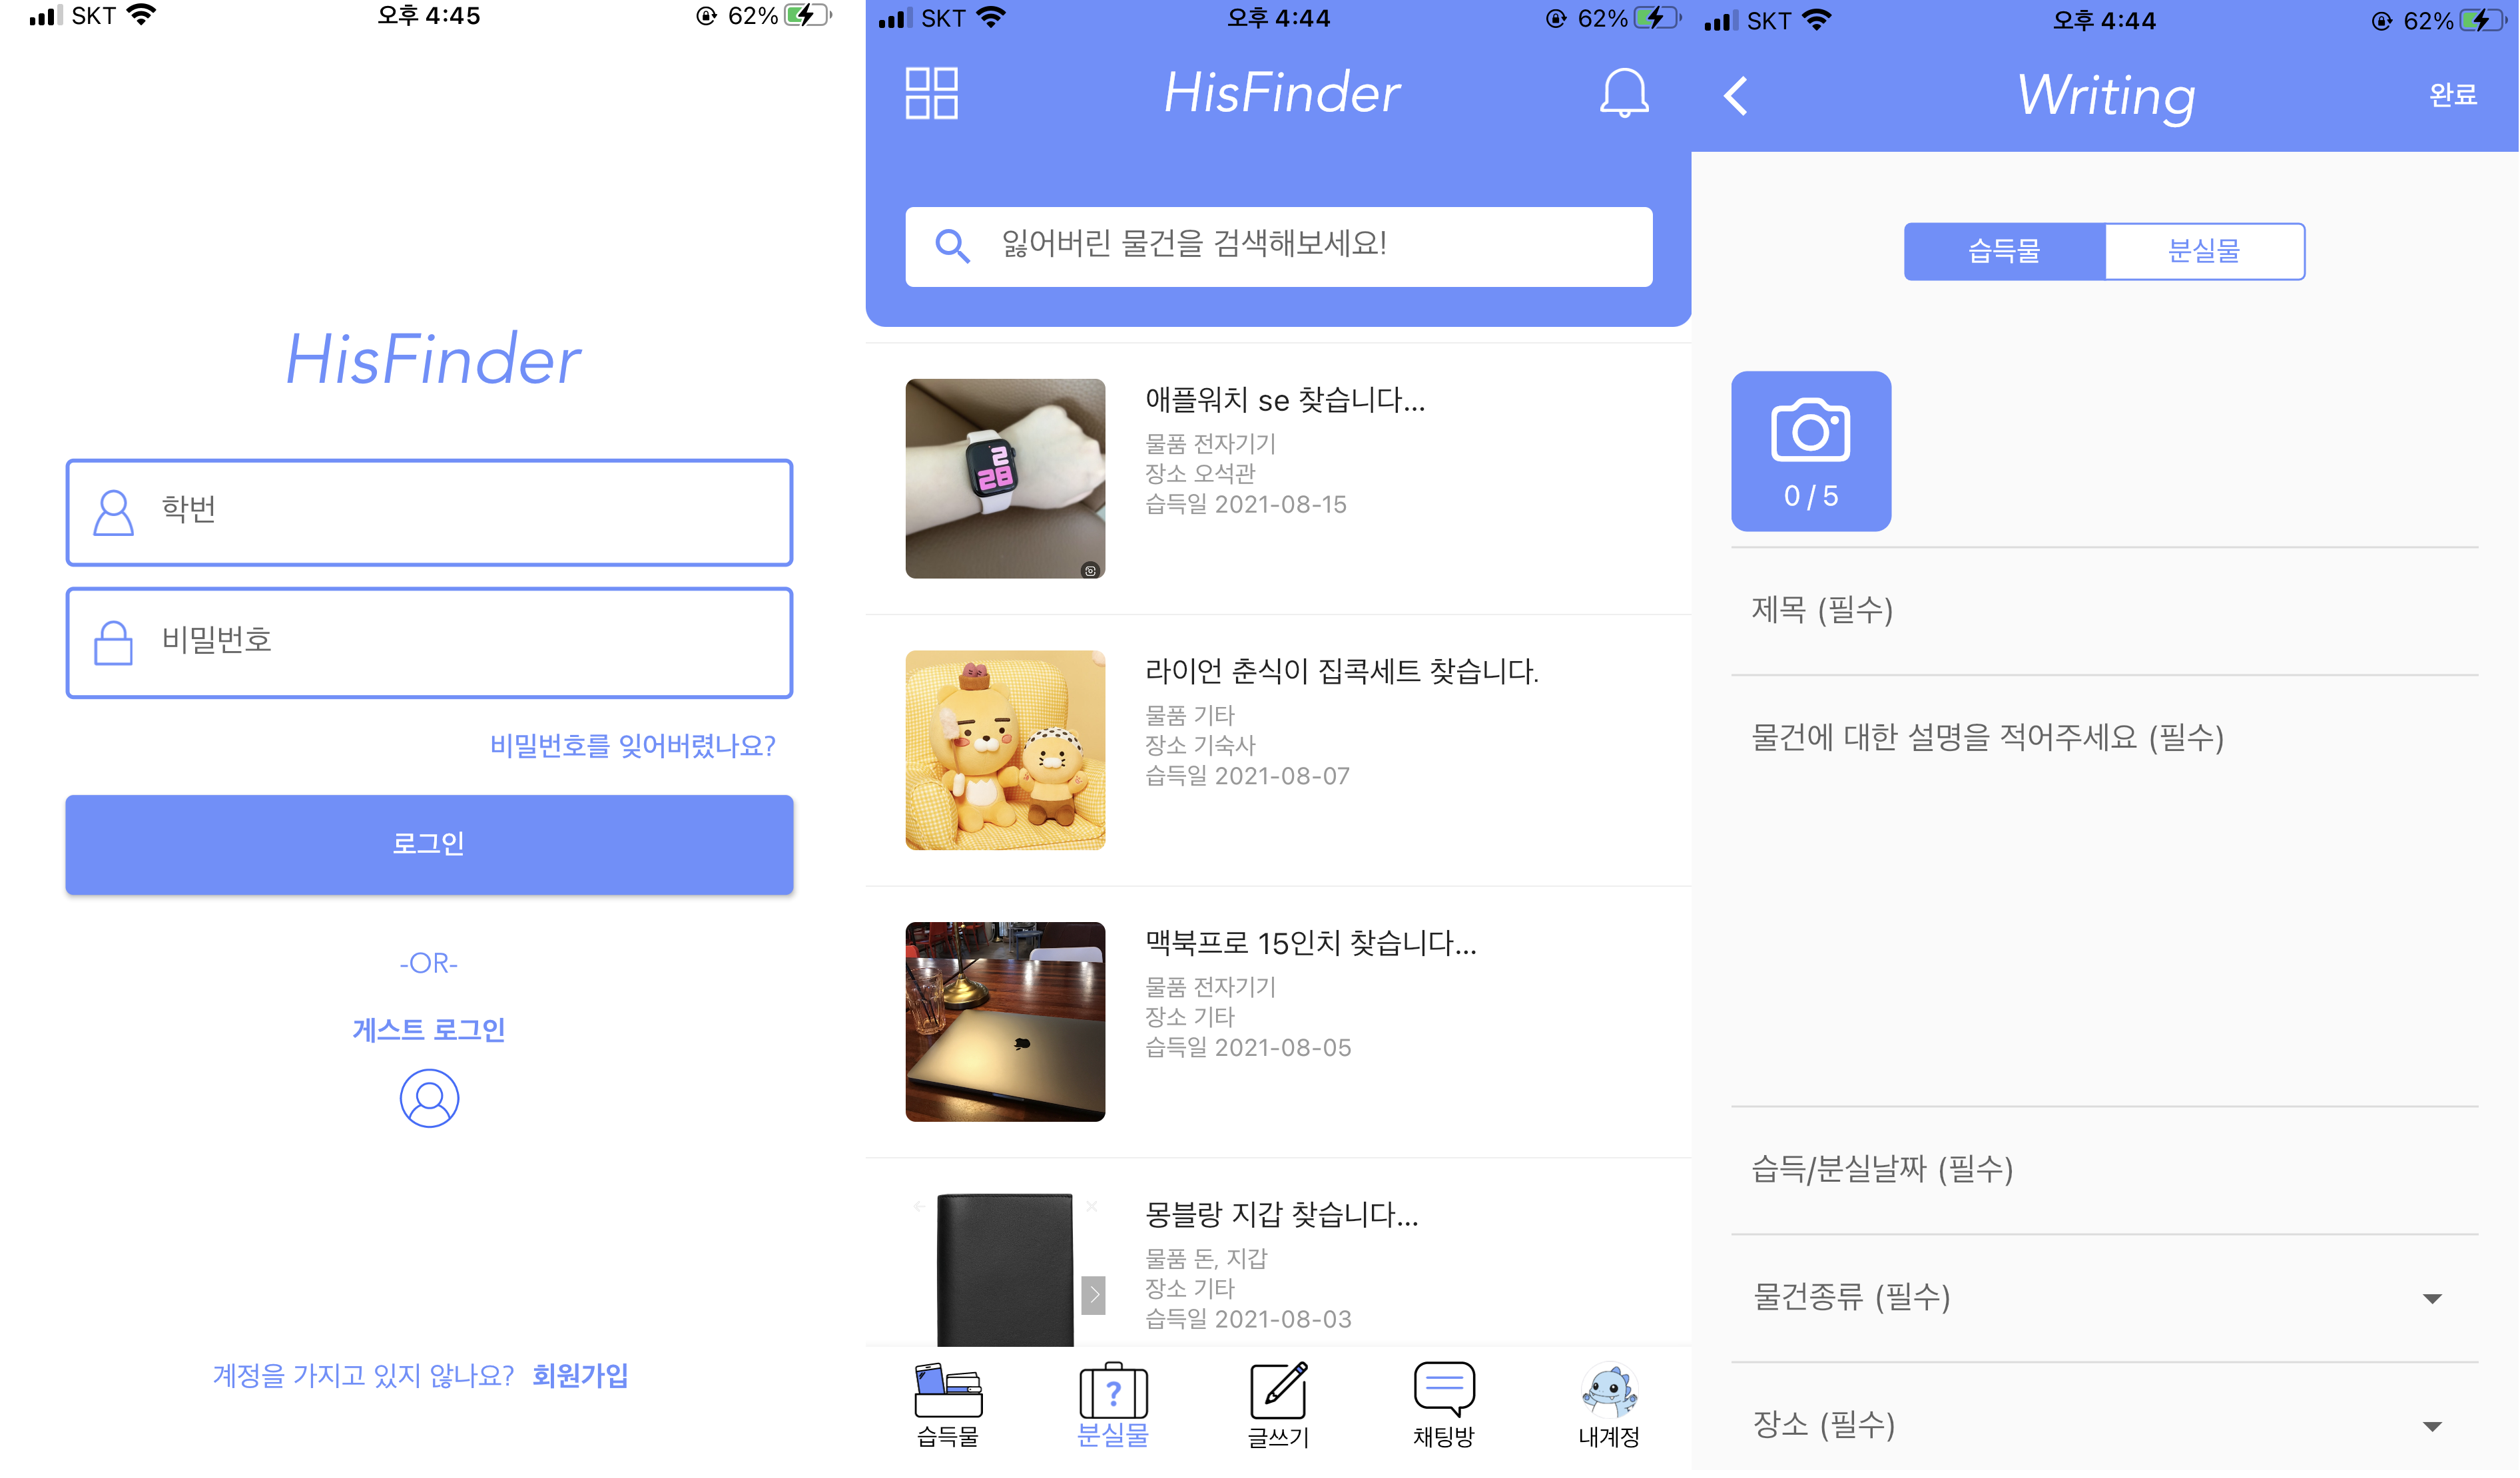 SKT 오후 4:45 62%
HisFinder
학번
비밀번호
비밀번호를 잊어버렸나요?
로그인
-OR-
게스트 로그인
계정을 가지고 있지 않나요? 회원가입
SKT 오후 4:44 62%
HisFinder
잃어버린 물건을 검색해보세요!
2
28
애플워치 se 찾습니다...
물품 전자기기
장소 오석관
습득일 2021-08-15
라이언 춘식이 집콕세트 찾습니다.
물품 기타
장소 기숙사
습득일 2021-08-07
맥북프로 15인치 찾습니다...
물품 전자기기
장소 기타
습득일 2021-08-05
몽블랑 지갑 찾습니다...
물품 돈, 지갑
장소 기타
습득일 2021-08-03
?
습득물 분실물 글쓰기 채팅방 내계정
SKT 오후 4:44 62%
Writing 완료
습득물 분실물
0 / 5
제목 (필수)
물건에 대한 설명을 적어주세요 (필수)
습득/분실날짜 (필수)
물건종류 (필수)
장소 (필수)